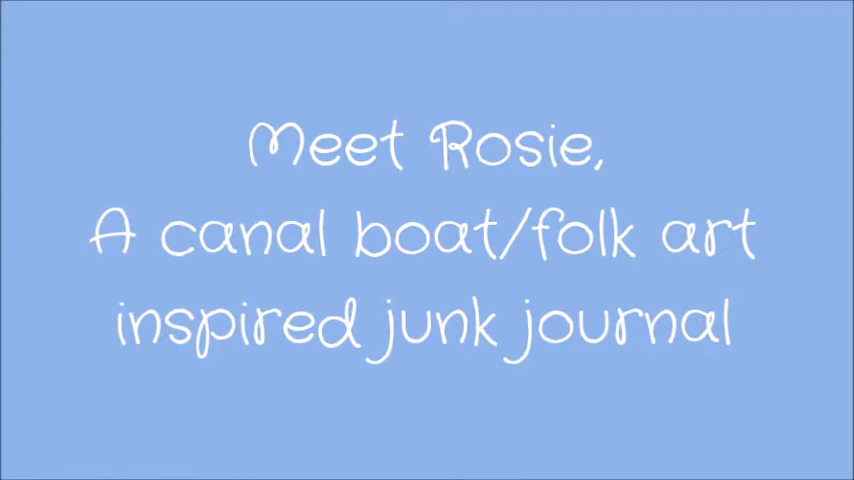 Meet Rosie,
A canal boat/folk art
inspired junk journal